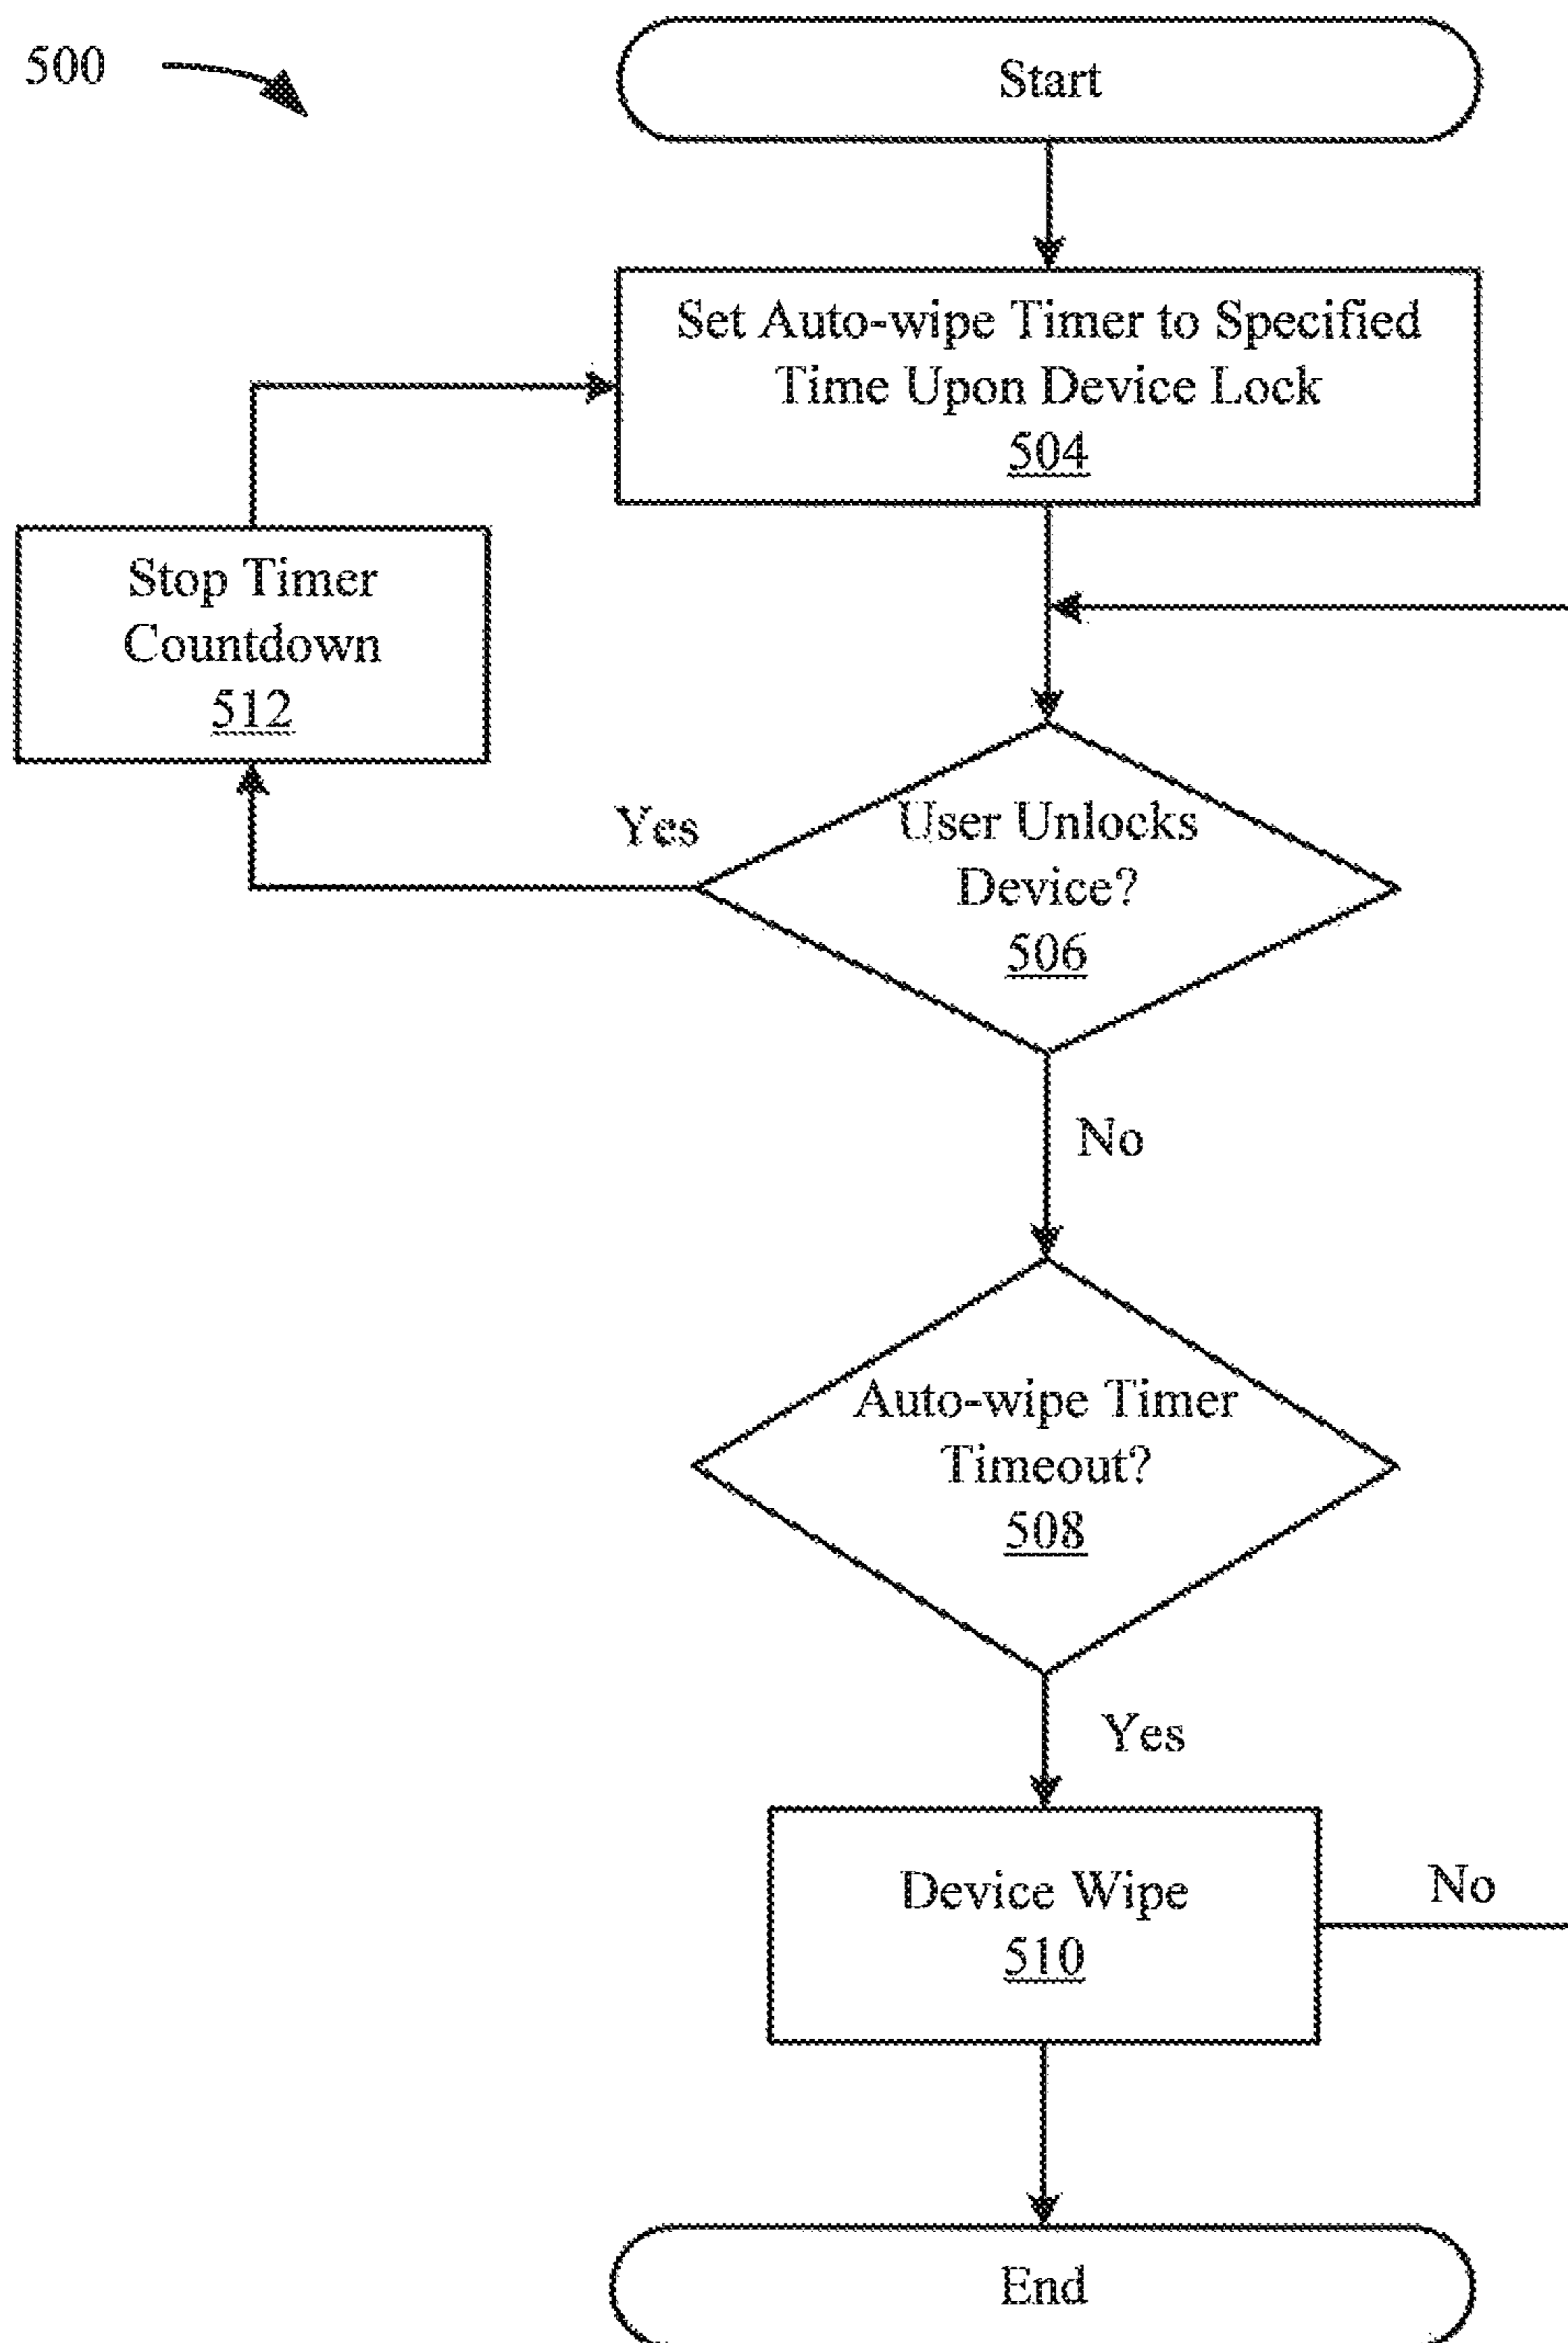 500
Start
Set Auto-wipe Timer to Specified
Time Upon Device Lock
504
Stop Timer
Countdown
512
Yes
User Unlocks
Device?
506
No
Auto-wipe Timer
Timeout?
508
Yes
Device Wipe
510
No
End